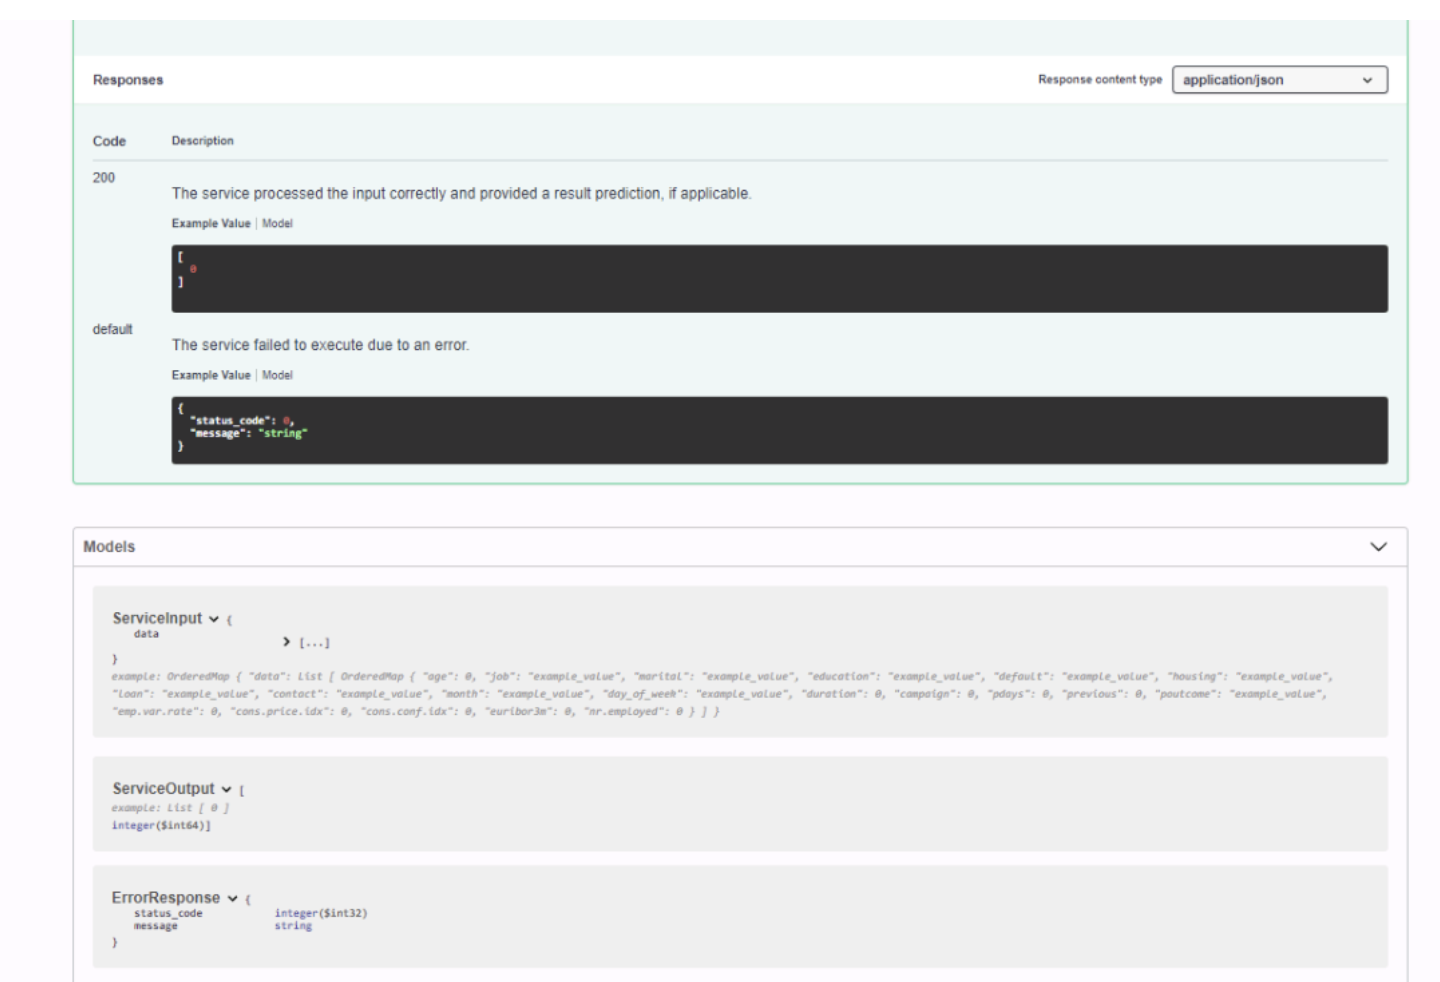 Responses
Response content type application/json
Code Description
200
The service processed the input correctly and provided a result prediction, if applicable.
Example Value | Model
[
0
]
default
The service failed to execute due to an error.
Example Value | Model
{
"status_code": 0,
"message": "string"
}
Models
ServiceInput {
data
[...]
}
example: OrderedMap { "data": List [ OrderedMap { "age": 0, "job": "example_value", "marital": "example_value", "education": "example_value", "default": "example_value", "housing": "example_value",
"loan": "example_value", "contact": "example_value", "month": "example_value", "day_of_week": "example_value", "duration": 0, "campaign": 0, "pdays": 0, "previous": 0, "poutcome": "example_value",
"emp.var.rate": 0, "cons.price.idx": 0, "cons.conf.idx": 0, "euribor3m": 0, "nr.employed": 0 } ] }
ServiceOutput [
example: List [ 0 ]
integer($int64)]
ErrorResponse {
status_code integer($int32)
message string
}